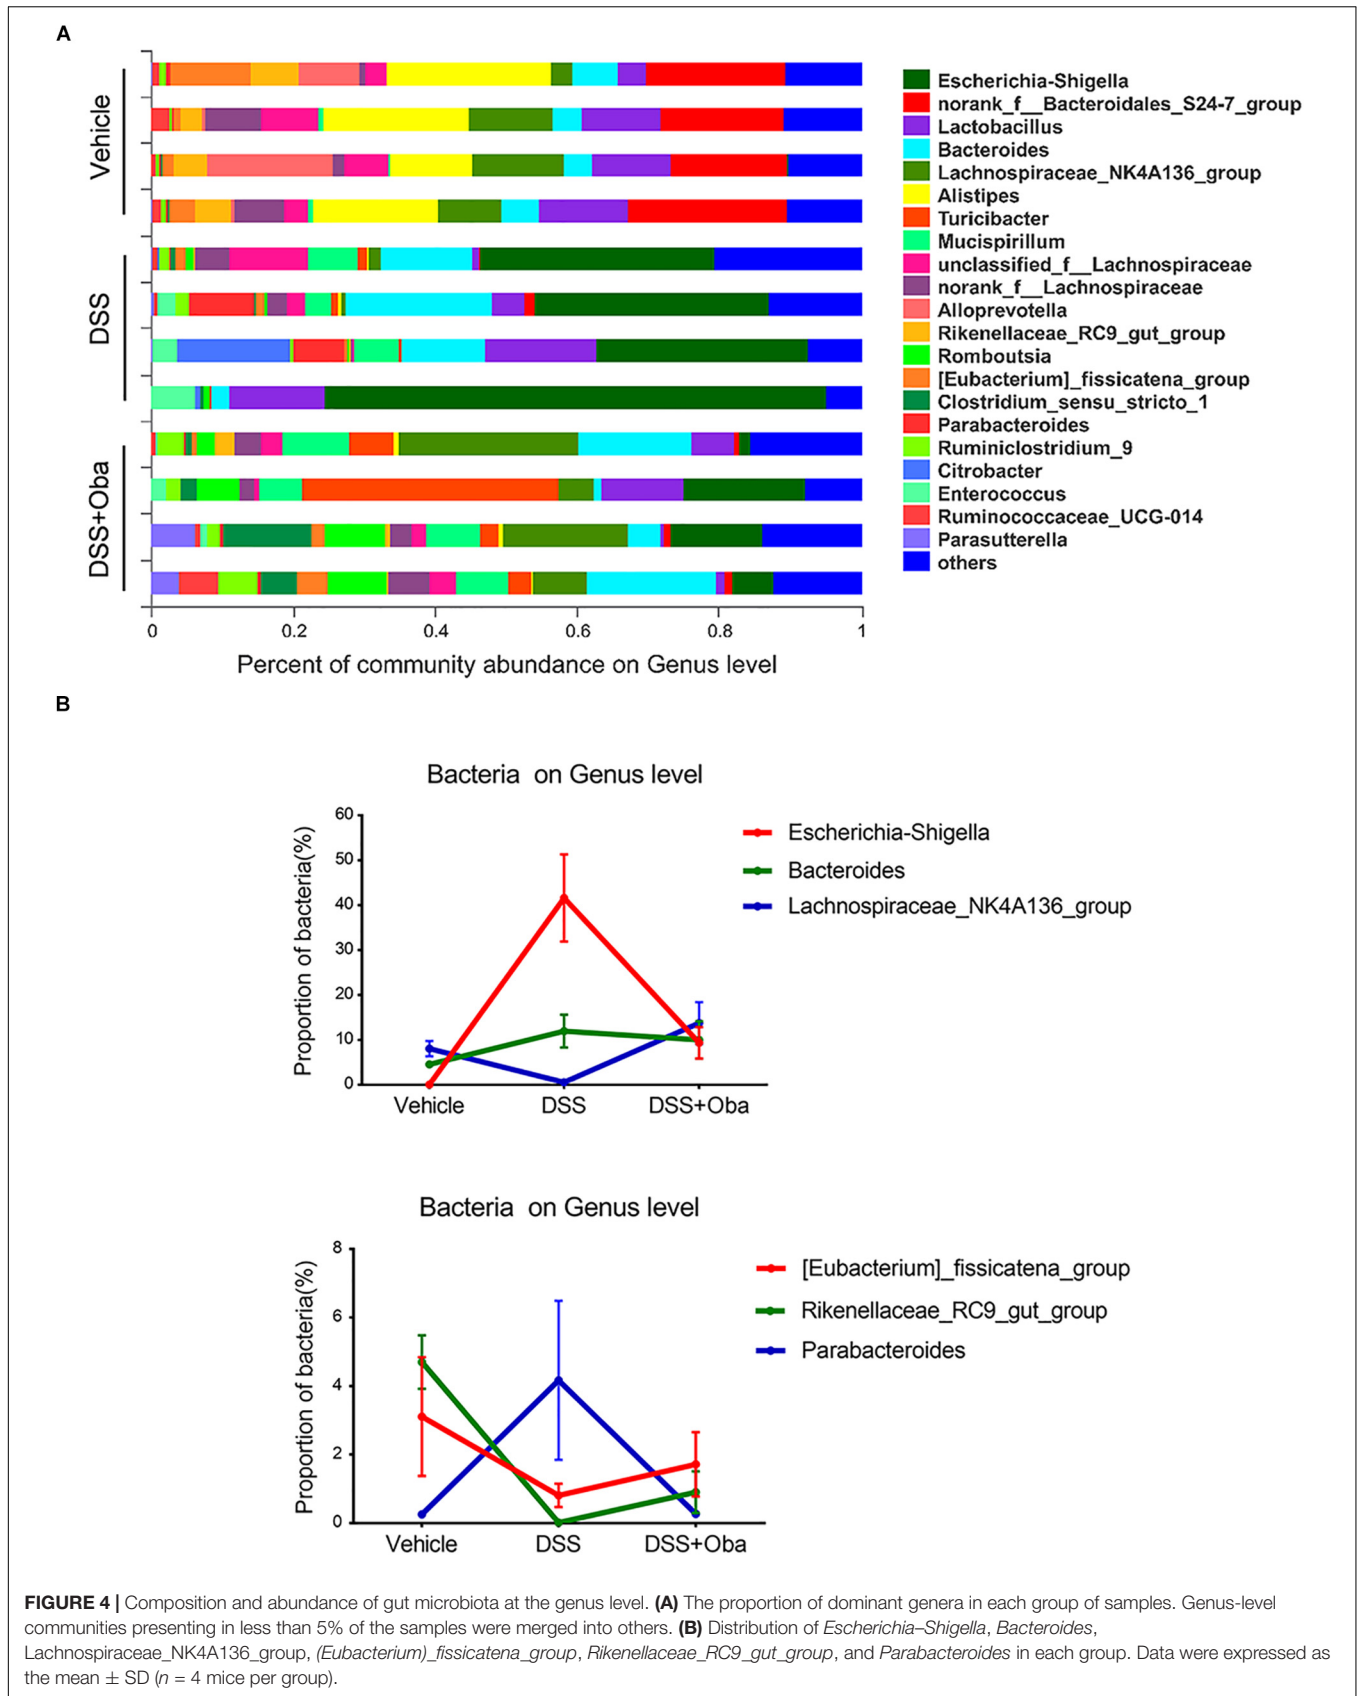 A
Vehicle
DSS
DSS+Oba
0 0.2 0.4 0.6 0.8 1
Percent of community abundance on Genus level
Escherichia-Shigella
norank_f__Bacteroidales_S24-7_group
Lactobacillus
Bacteroides
Lachnospiraceae_NK4A136_group
Alistipes
Turicibacter
Mucispirillum
unclassified_f__Lachnospiraceae
norank_f__Lachnospiraceae
Alloprevotella
Rikenellaceae_RC9_gut_group
Romboutsia
[Eubacterium]_fissicatena_group
Clostridium_sensu_stricto_1
Parabacteroides
Ruminiclostridium_9
Citrobacter
Enterococcus
Ruminococcaceae_UCG-014
Parasutterella
others
B
Bacteria on Genus level
Proportion of bacteria(%)
60
50
40
30
20
10
0
Vehicle DSS DSS+Oba
Escherichia-Shigella
Bacteroides
Lachnospiraceae_NK4A136_group
Bacteria on Genus level
Proportion of bacteria(%)
8
6
4
2
0
Vehicle DSS DSS+Oba
[Eubacterium]_fissicatena_group
Rikenellaceae_RC9_gut_group
Parabacteroides
FIGURE 4 | Composition and abundance of gut microbiota at the genus level. (A) The proportion of dominant genera in each group of samples. Genus-level
communities presenting in less than 5% of the samples were merged into others. (B) Distribution of Escherichia–Shigella, Bacteroides,
Lachnospiraceae_NK4A136_group, (Eubacterium)_fissicatena_group, Rikenellaceae_RC9_gut_group, and Parabacteroides in each group. Data were expressed as
the mean ± SD (n = 4 mice per group).